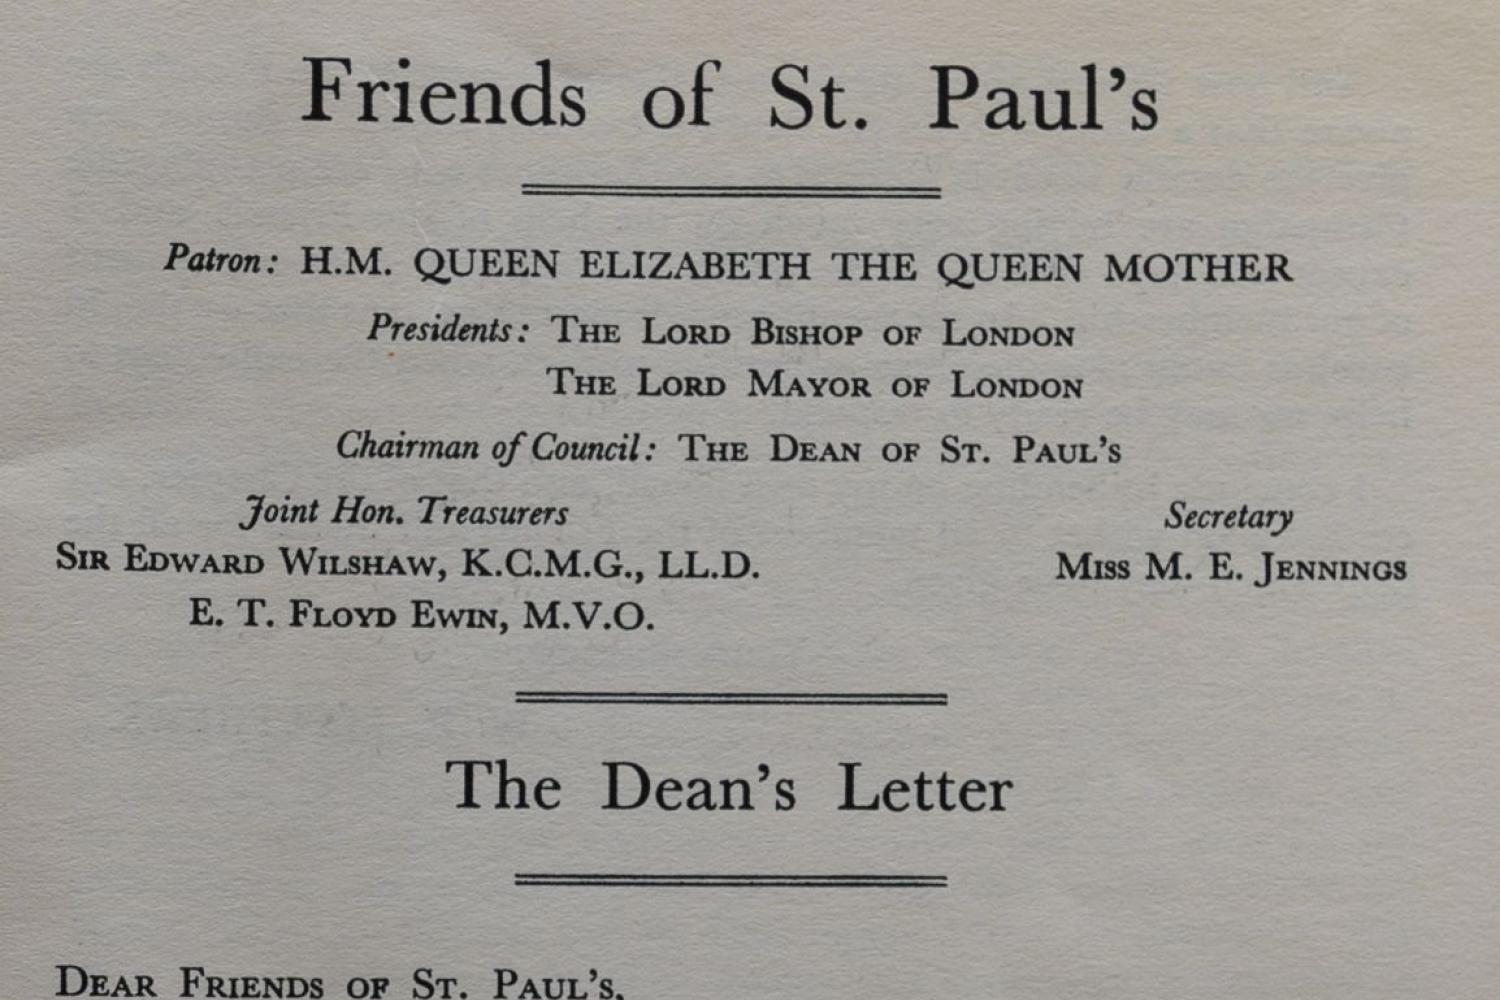 Friends of St. Paul's
Patron: H.M. QUEEN ELIZABETH THE QUEEN MOTHER
Presidents: THE LORD BISHOP OF LONDON
THE LORD MAYOR OF LONDON
Chairman of Council: THE DEAN OF ST. PAUL'S
Joint Hon. Treasurers Secretary
SIR EDWARD WILSHAW, K.C.M.G., LL.D. MISS M. E. JENNINGS
E. T. FLOYD EWIN, M.V.O.
The Dean's Letter
DEAR FRIENDS OF ST. PAUL'S,